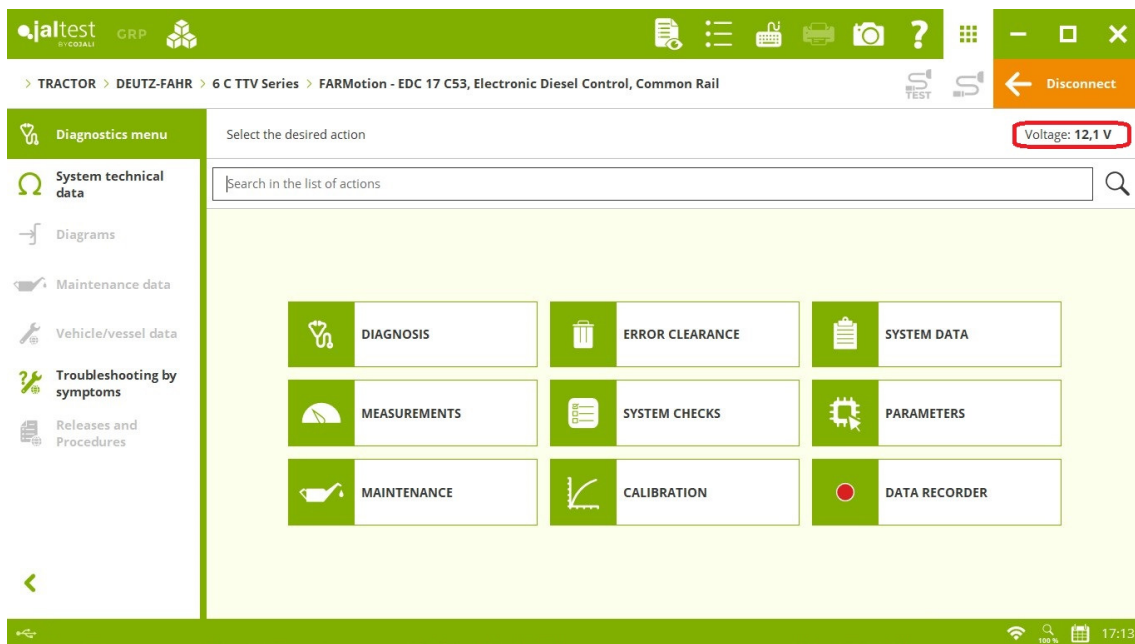 jaltest
BY COJALI
GRP
?
> TRACTOR > DEUTZ-FAHR > 6 C TTV Series > FARMotion - EDC 17 C53, Electronic Diesel Control, Common Rail
TEST
Disconnect
Diagnostics menu
Select the desired action
Voltage: 12,1 V
System technical
data
Search in the list of actions
Diagrams
Maintenance data
Vehicle/vessel data
Troubleshooting by
symptoms
Releases and
Procedures
DIAGNOSIS
ERROR CLEARANCE
SYSTEM DATA
MEASUREMENTS
SYSTEM CHECKS
PARAMETERS
MAINTENANCE
CALIBRATION
DATA RECORDER
100 %
17:13